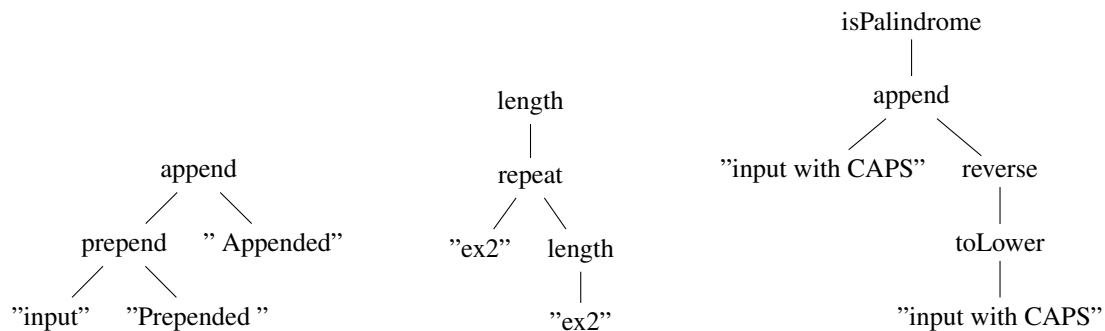 append
prepend
” Appended”
”input”
”Prepended ”
length
repeat
”ex2”
length
”ex2”
isPalindrome
append
”input with CAPS”
reverse
toLower
”input with CAPS”